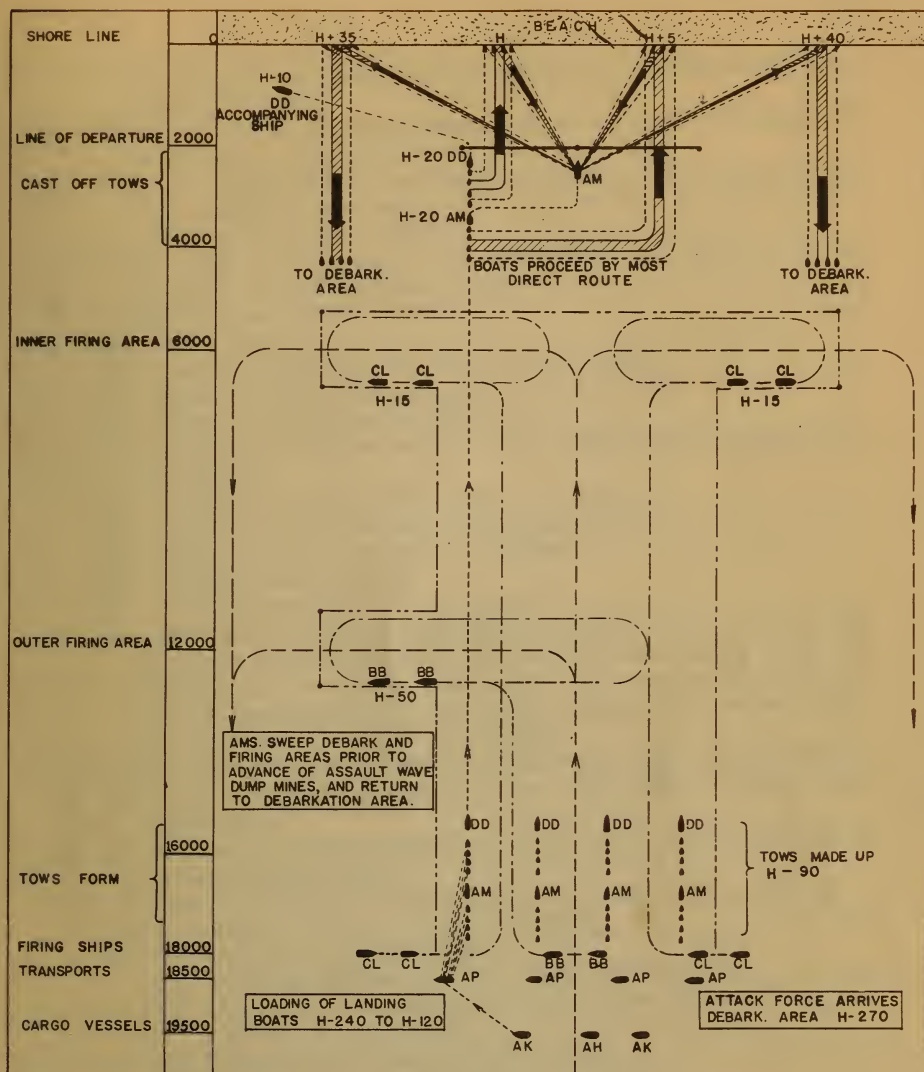 SHORE LINE
0
H+35
H
BEACH
H+5
H+40
H-10
DD
ACCOMPANYING
SHIP
LINE OF DEPARTURE
2000
H-20 DD
AM
CAST OFF TOWS
H-20 AM
4000
TO DEBARK.
AREA
BOATS PROCEED BY MOST
DIRECT ROUTE
TO DEBARK.
AREA
INNER FIRING AREA
6000
CL CL
H-15
CL CL
H-15
OUTER FIRING AREA
12000
BB BB
H-50
AMS. SWEEP DEBARK AND
FIRING AREAS PRIOR TO
ADVANCE OF ASSAULT WAVE
DUMP MINES, AND RETURN
TO DEBARKATION AREA.
DD DD DD DD
16000
TOWS FORM
AM AM AM AM
TOWS MADE UP
H-90
FIRING SHIPS
18000
CL CL BB BB CL CL
TRANSPORTS
18500
AP AP AP AP
LOADING OF LANDING
BOATS H-240 TO H-120
ATTACK FORCE ARRIVES
DEBARK. AREA H-270
CARGO VESSELS
19500
AK AH AK